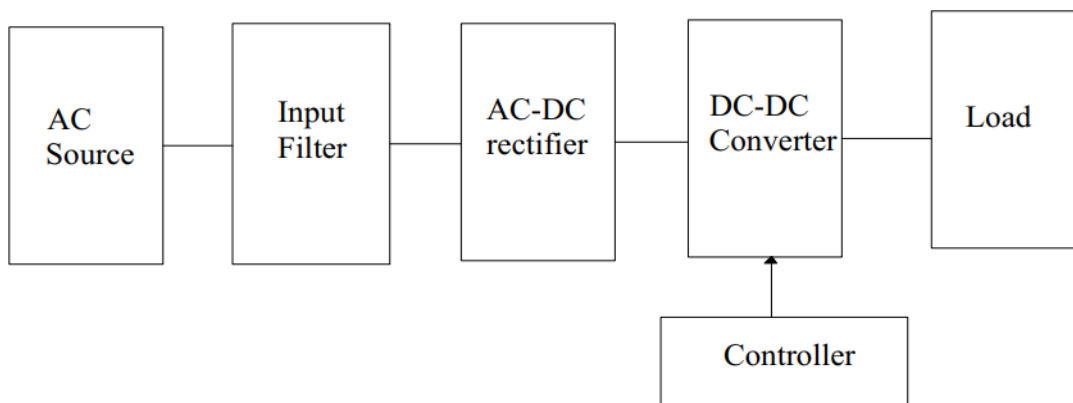 AC
Source
Input
Filter
AC-DC
rectifier
DC-DC
Converter
Load
Controller